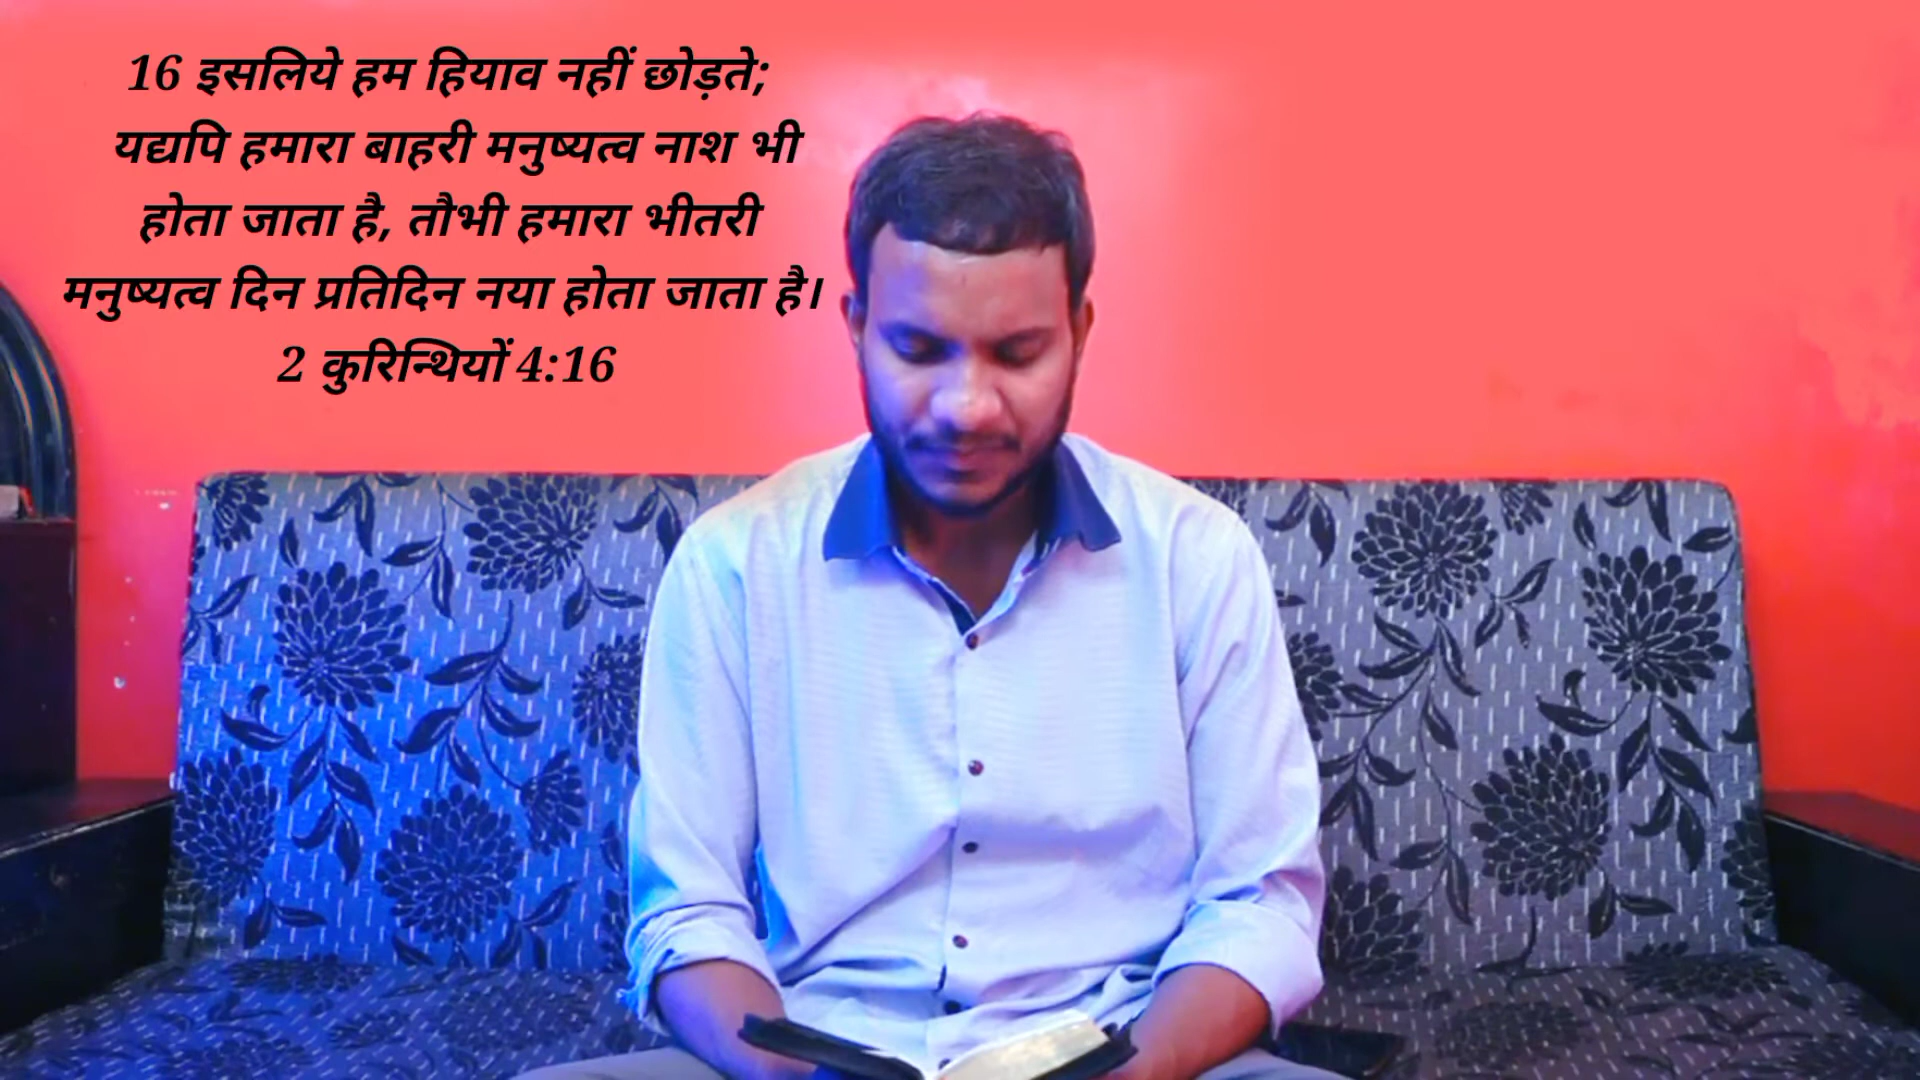 16 इसलिये हम हियाव नहीं छोड़ते;
यद्यपि हमारा बाहरी मनुष्यत्व नाश भी
होता जाता है, तौभी हमारा भीतरी
मनुष्यत्व दिन प्रतिदिन नया होता जाता है।
2 कुरिन्थियों 4:16